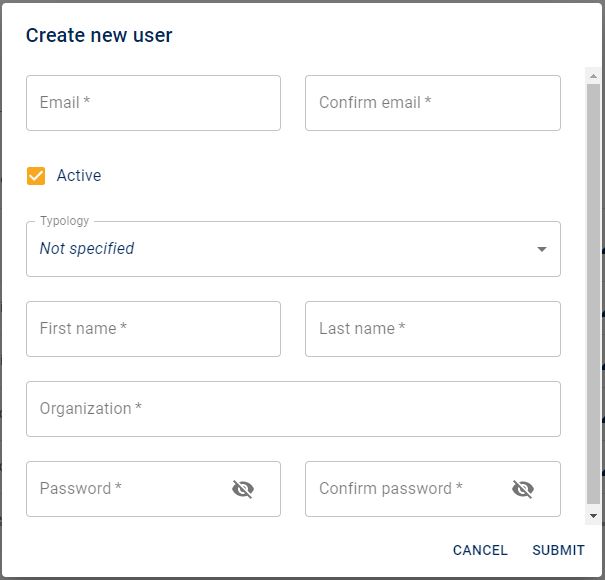 Create new user
Email *
Confirm email *
Active
Typology
Not specified
First name *
Last name *
Organization *
Password *
Confirm password *
CANCEL
SUBMIT